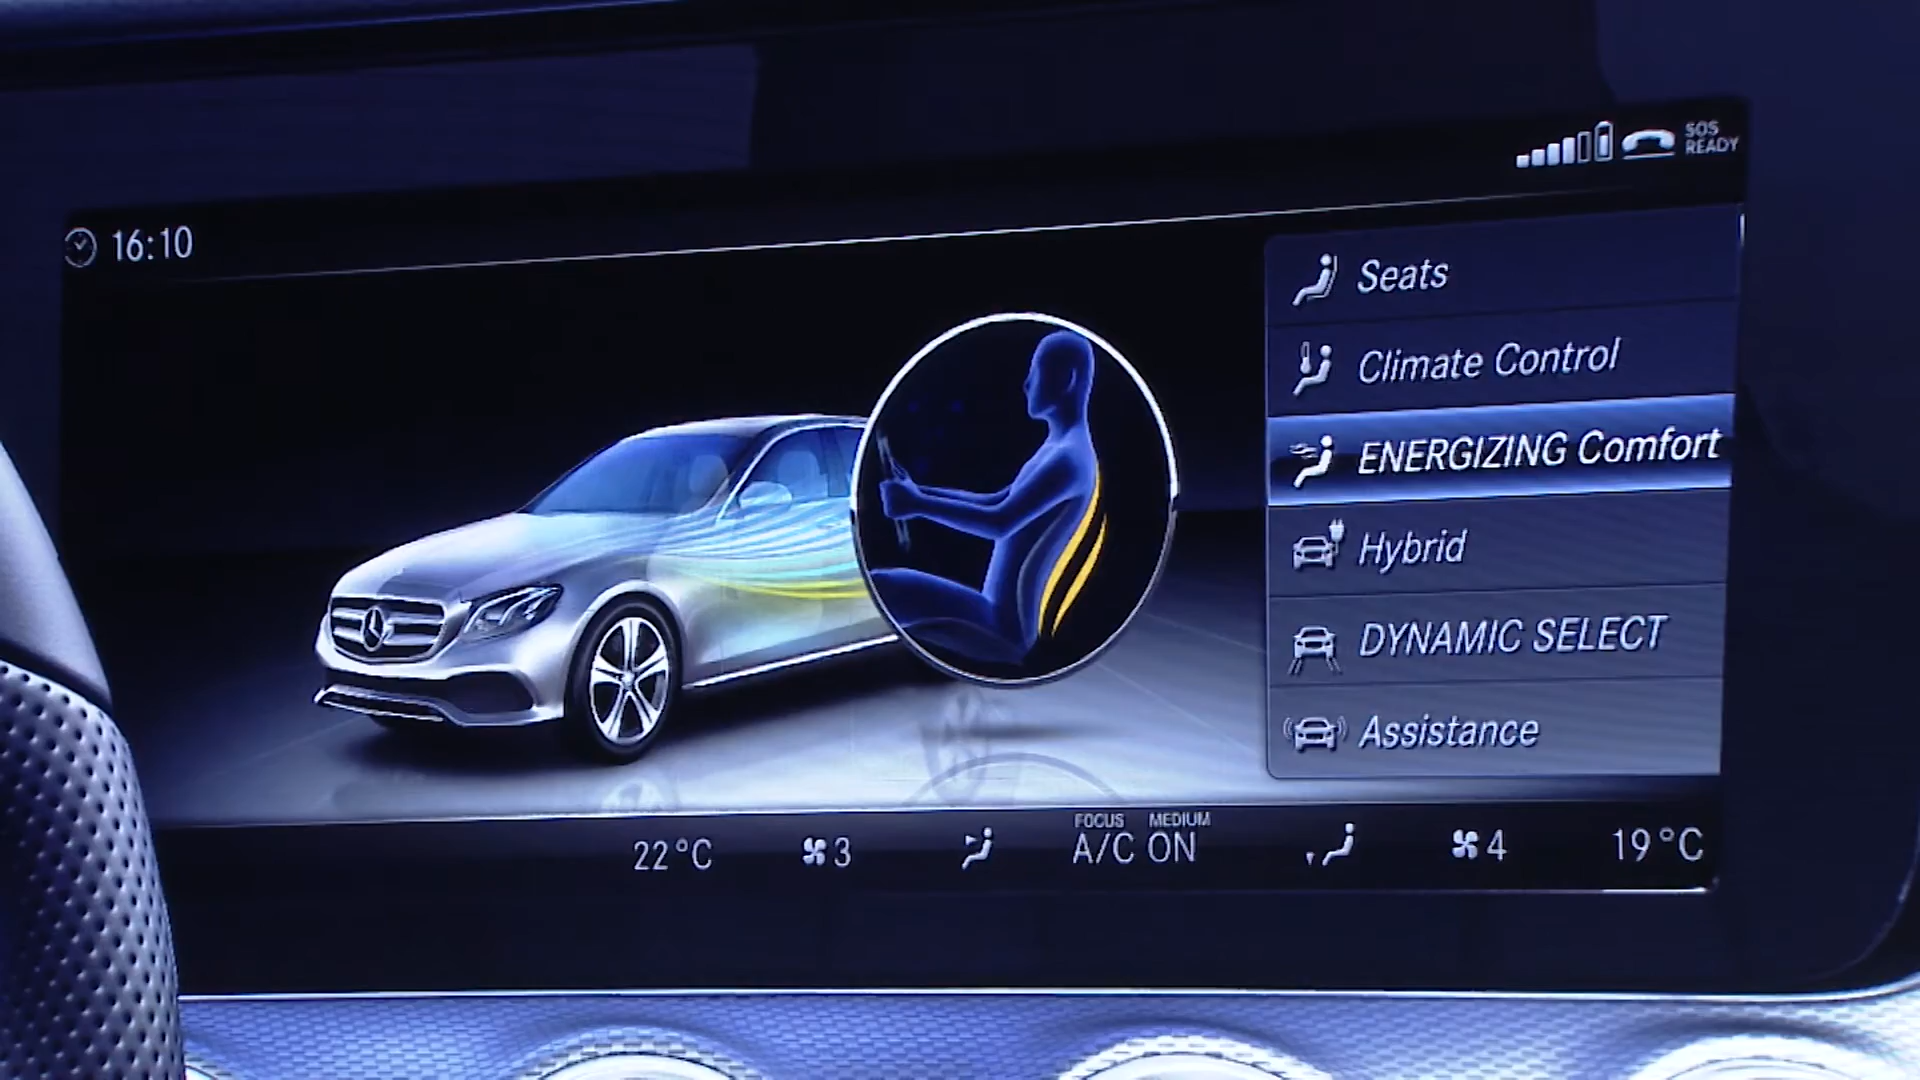 SOS
READY
16:10
Seats
Climate Control
ENERGIZING Comfort
Hybrid
DYNAMIC SELECT
Assistance
22°C 3 FOCUS MEDIUM 4 19°C
A/C ON